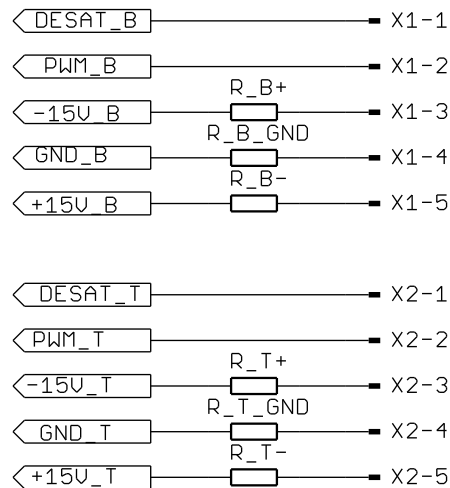 DESAT_B X1-1
PWM_B X1-2
R_B+
-15V_B X1-3
R_B_GND
GND_B X1-4
R_B-
+15V_B X1-5
DESAT_T X2-1
PWM_T X2-2
R_T+
-15V_T X2-3
R_T_GND
GND_T X2-4
R_T-
+15V_T X2-5